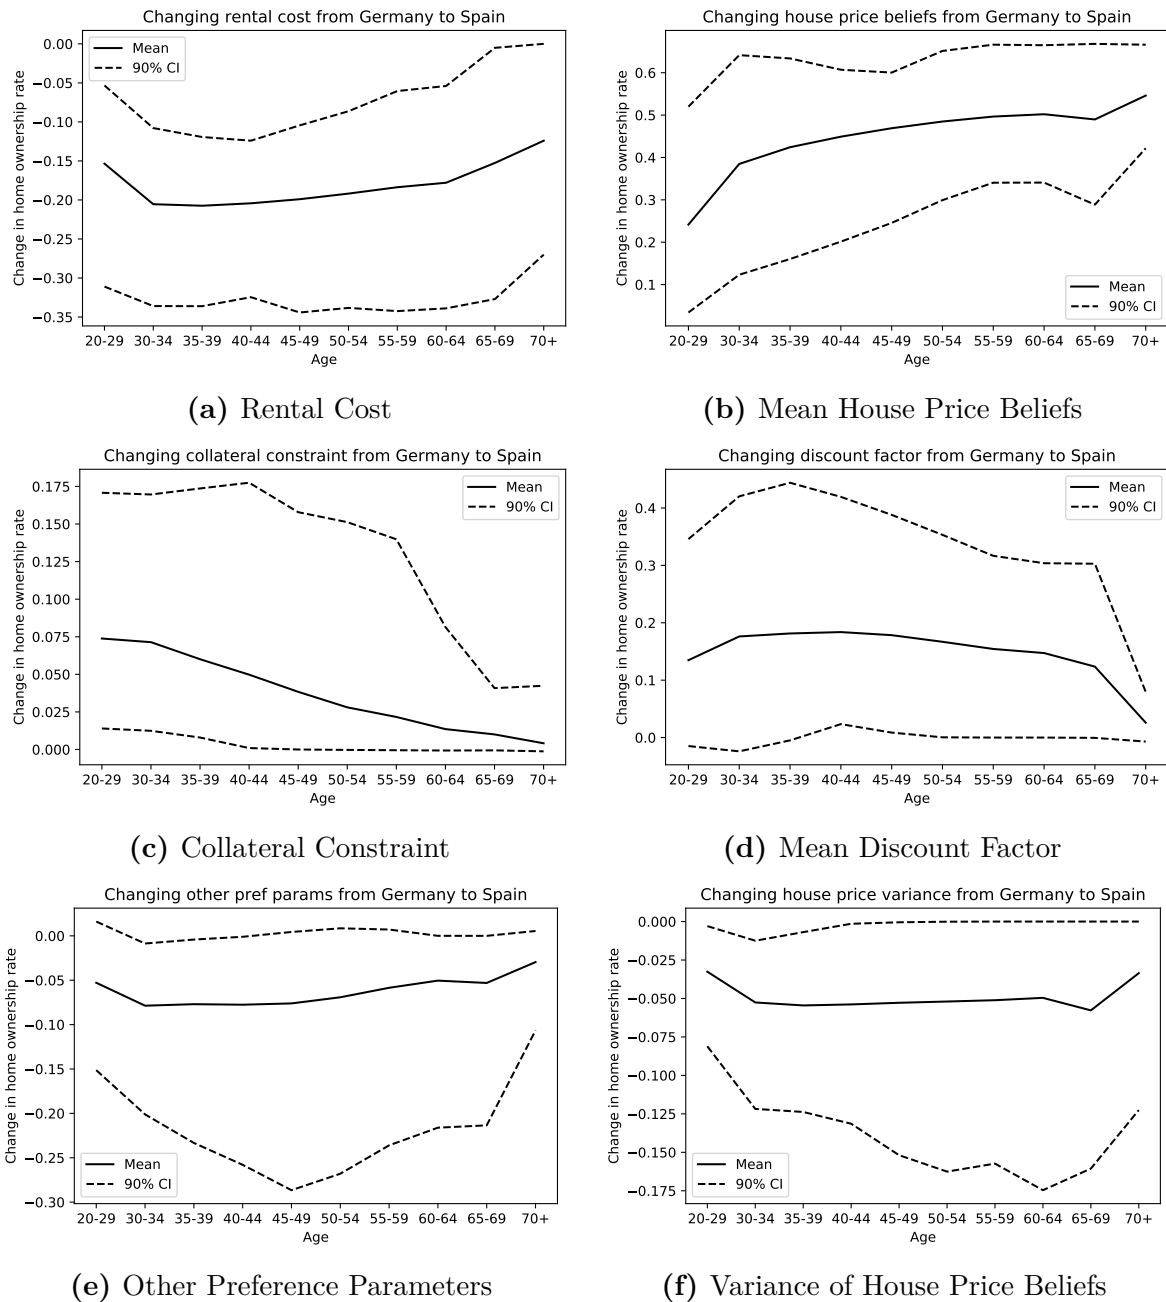 Changing rental cost from Germany to Spain
Change in home ownership rate
0.00
−0.05
−0.10
−0.15
−0.20
−0.25
−0.30
−0.35
Mean
90% CI
20-29 30-34 35-39 40-44 45-49 50-54 55-59 60-64 65-69 70+
Age
(a) Rental Cost
Changing house price beliefs from Germany to Spain
Change in home ownership rate
0.6
0.5
0.4
0.3
0.2
0.1
Mean
90% CI
20-29 30-34 35-39 40-44 45-49 50-54 55-59 60-64 65-69 70+
Age
(b) Mean House Price Beliefs
Changing collateral constraint from Germany to Spain
Change in home ownership rate
0.175
0.150
0.125
0.100
0.075
0.050
0.025
0.000
Mean
90% CI
20-29 30-34 35-39 40-44 45-49 50-54 55-59 60-64 65-69 70+
Age
(c) Collateral Constraint
Changing discount factor from Germany to Spain
Change in home ownership rate
0.4
0.3
0.2
0.1
0.0
Mean
90% CI
20-29 30-34 35-39 40-44 45-49 50-54 55-59 60-64 65-69 70+
Age
(d) Mean Discount Factor
Changing other pref params from Germany to Spain
Change in home ownership rate
0.00
−0.05
−0.10
−0.15
−0.20
−0.25
−0.30
Mean
90% CI
20-29 30-34 35-39 40-44 45-49 50-54 55-59 60-64 65-69 70+
Age
(e) Other Preference Parameters
Changing house price variance from Germany to Spain
Change in home ownership rate
0.000
−0.025
−0.050
−0.075
−0.100
−0.125
−0.150
−0.175
Mean
90% CI
20-29 30-34 35-39 40-44 45-49 50-54 55-59 60-64 65-69 70+
Age
(f) Variance of House Price Beliefs